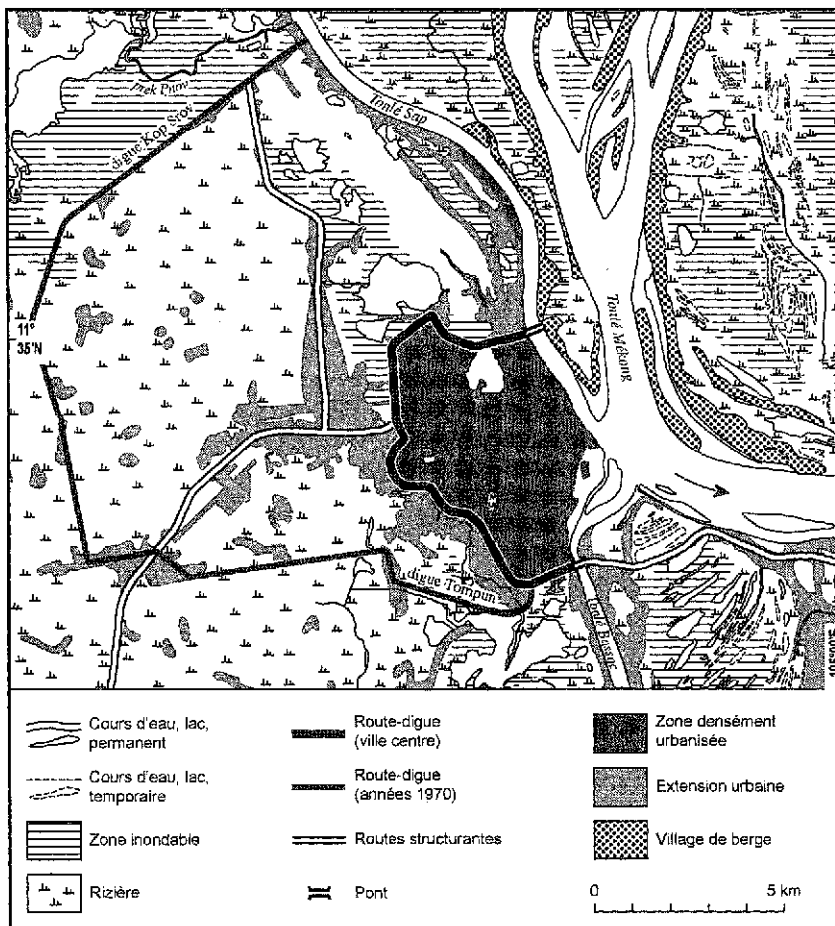 prek Pnov
digue Kop Srov
Tonlé Sap
11°
35'N
Tonlé Mékong
digue Tompun
Tonlé Bassac
Cours d'eau, lac,
permanent
Route-digue
(ville centre)
Zone densément
urbanisée
Cours d'eau, lac,
temporaire
Route-digue
(années 1970)
Extension urbaine
Zone inondable
Routes structurantes
Village de berge
Rizière
Pont
0 5 km